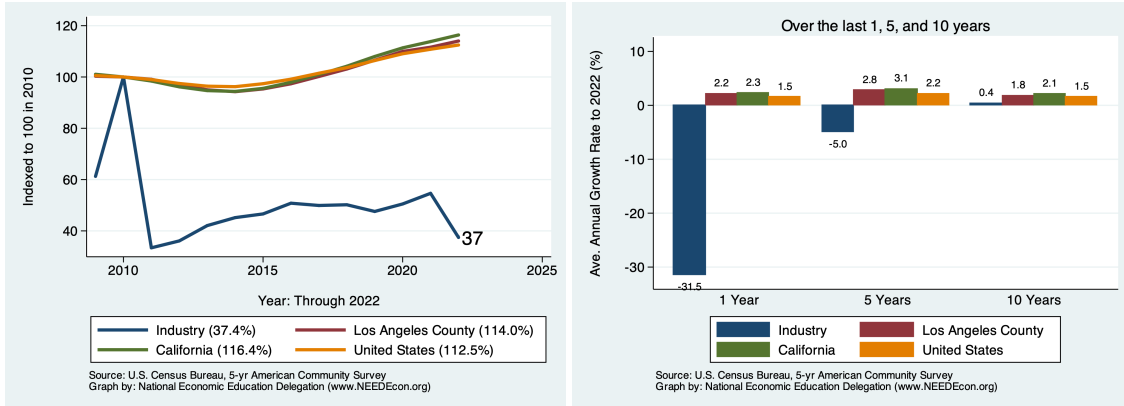 120
100
80
60
40
Indexed to 100 in 2010
37
2010
2015
2020
2025
Year: Through 2022
Industry (37.4%)
Los Angeles County (114.0%)
California (116.4%)
United States (112.5%)
Source: U.S. Census Bureau, 5-yr American Community Survey
Graph by: National Economic Education Delegation (www.NEEDEcon.org)
Over the last 1, 5, and 10 years
10
0
-10
-20
-30
Ave. Annual Growth Rate to 2022 (%)
-31.5
2.2
2.3
1.5
-5.0
2.8
3.1
2.2
0.4
1.8
2.1
1.5
1 Year
5 Years
10 Years
Industry
Los Angeles County
California
United States
Source: U.S. Census Bureau, 5-yr American Community Survey
Graph by: National Economic Education Delegation (www.NEEDEcon.org)